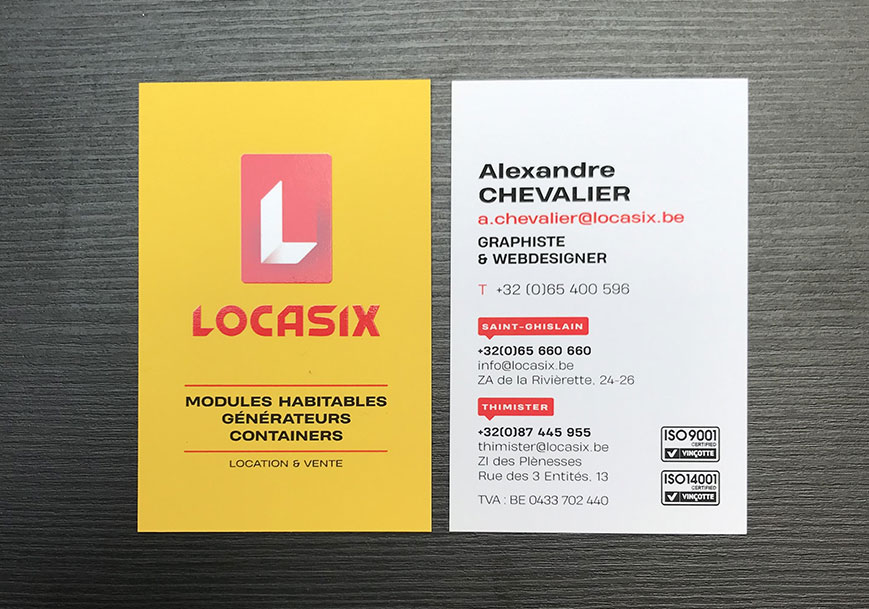 L
LOCASIX
MODULES HABITABLES
GÉNÉRATEURS
CONTAINERS
LOCATION & VENTE
Alexandre
CHEVALIER
a.chevalier@locasix.be
GRAPHISTE
& WEBDESIGNER
T +32 (0)65 400 596
SAINT-GHISLAIN
+32(0)65 660 660
info@locasix.be
ZA de la Rivièrette, 24-26
THIMISTER
+32(0)87 445 955
thimister@locasix.be
ZI des Plènesses
Rue des 3 Entités, 13
TVA : BE 0433 702 440
ISO9001
CERTIFIED
VINÇOTTE
ISO14001
CERTIFIED
VINÇOTTE